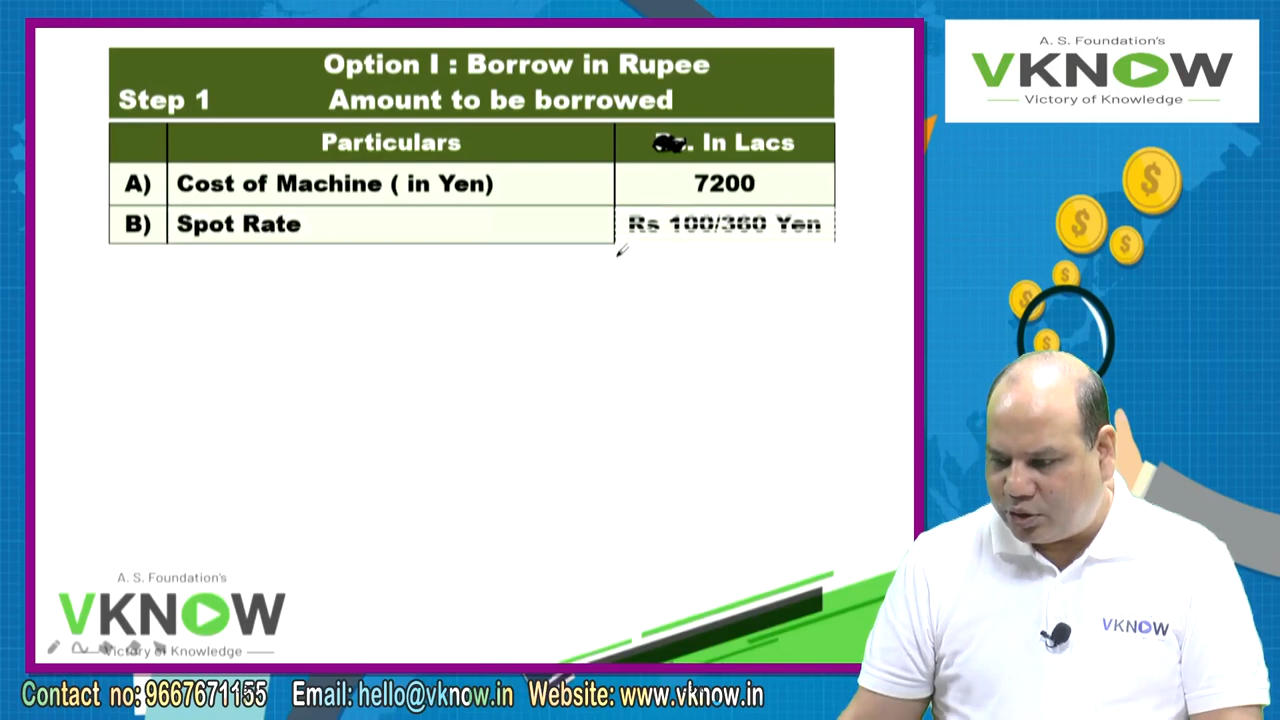 Option I : Borrow in Rupee
Step 1 Amount to be borrowed
Particulars . In Lacs
A) Cost of Machine ( in Yen) 7200
B) Spot Rate Rs 100/360 Yen
A. S. Foundation's
VKNOW
Victory of Knowledge
A. S. Foundation's
VKNOW
Victory of Knowledge
VKNOW
Contact no: 9667671155 Email: hello@vknow.in Website: www.vknow.in